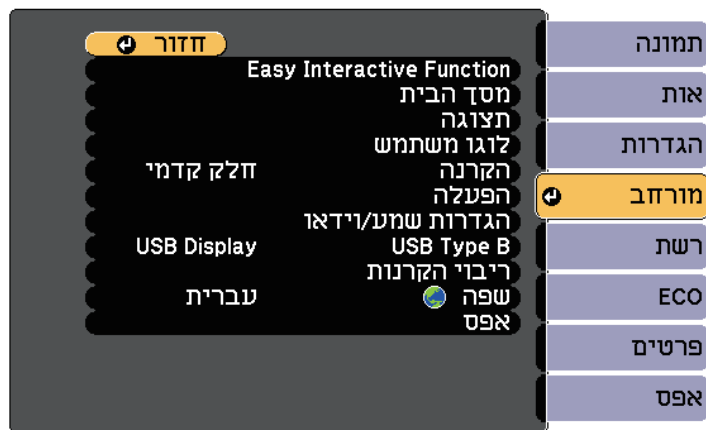 תמונה
אות
הגדרות
מורחב
רשת
ECO
פרטים
אפס
חזור
Easy Interactive Function
מסך הבית
תצוגה
לוגו משתמש
הקרנה חלק קדמי
הפעלה
הגדרות שמע/וידאו
USB Type B USB Display
ריבוי הקרנות
שפה עברית
אפס